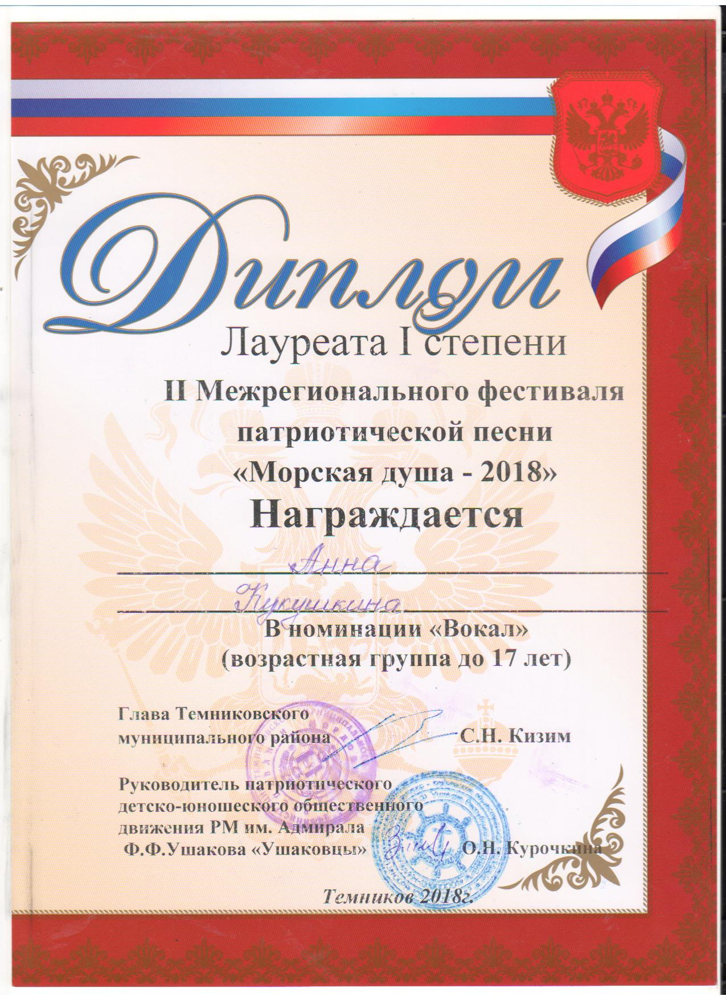 Диплом
Лауреата I степени
II Межрегионального фестиваля
патриотической песни
«Морская душа - 2018»
Награждается
Анна
Кукушкина
В номинации «Вокал»
(возрастная группа до 17 лет)
Глава Темниковского
муниципального района С.Н. Кизим
Руководитель патриотического
детско-юношеского общественного
движения РМ им. Адмирала
Ф.Ф.Ушакова «Ушаковцы» О.Н. Курочкина
Темников 2018г.